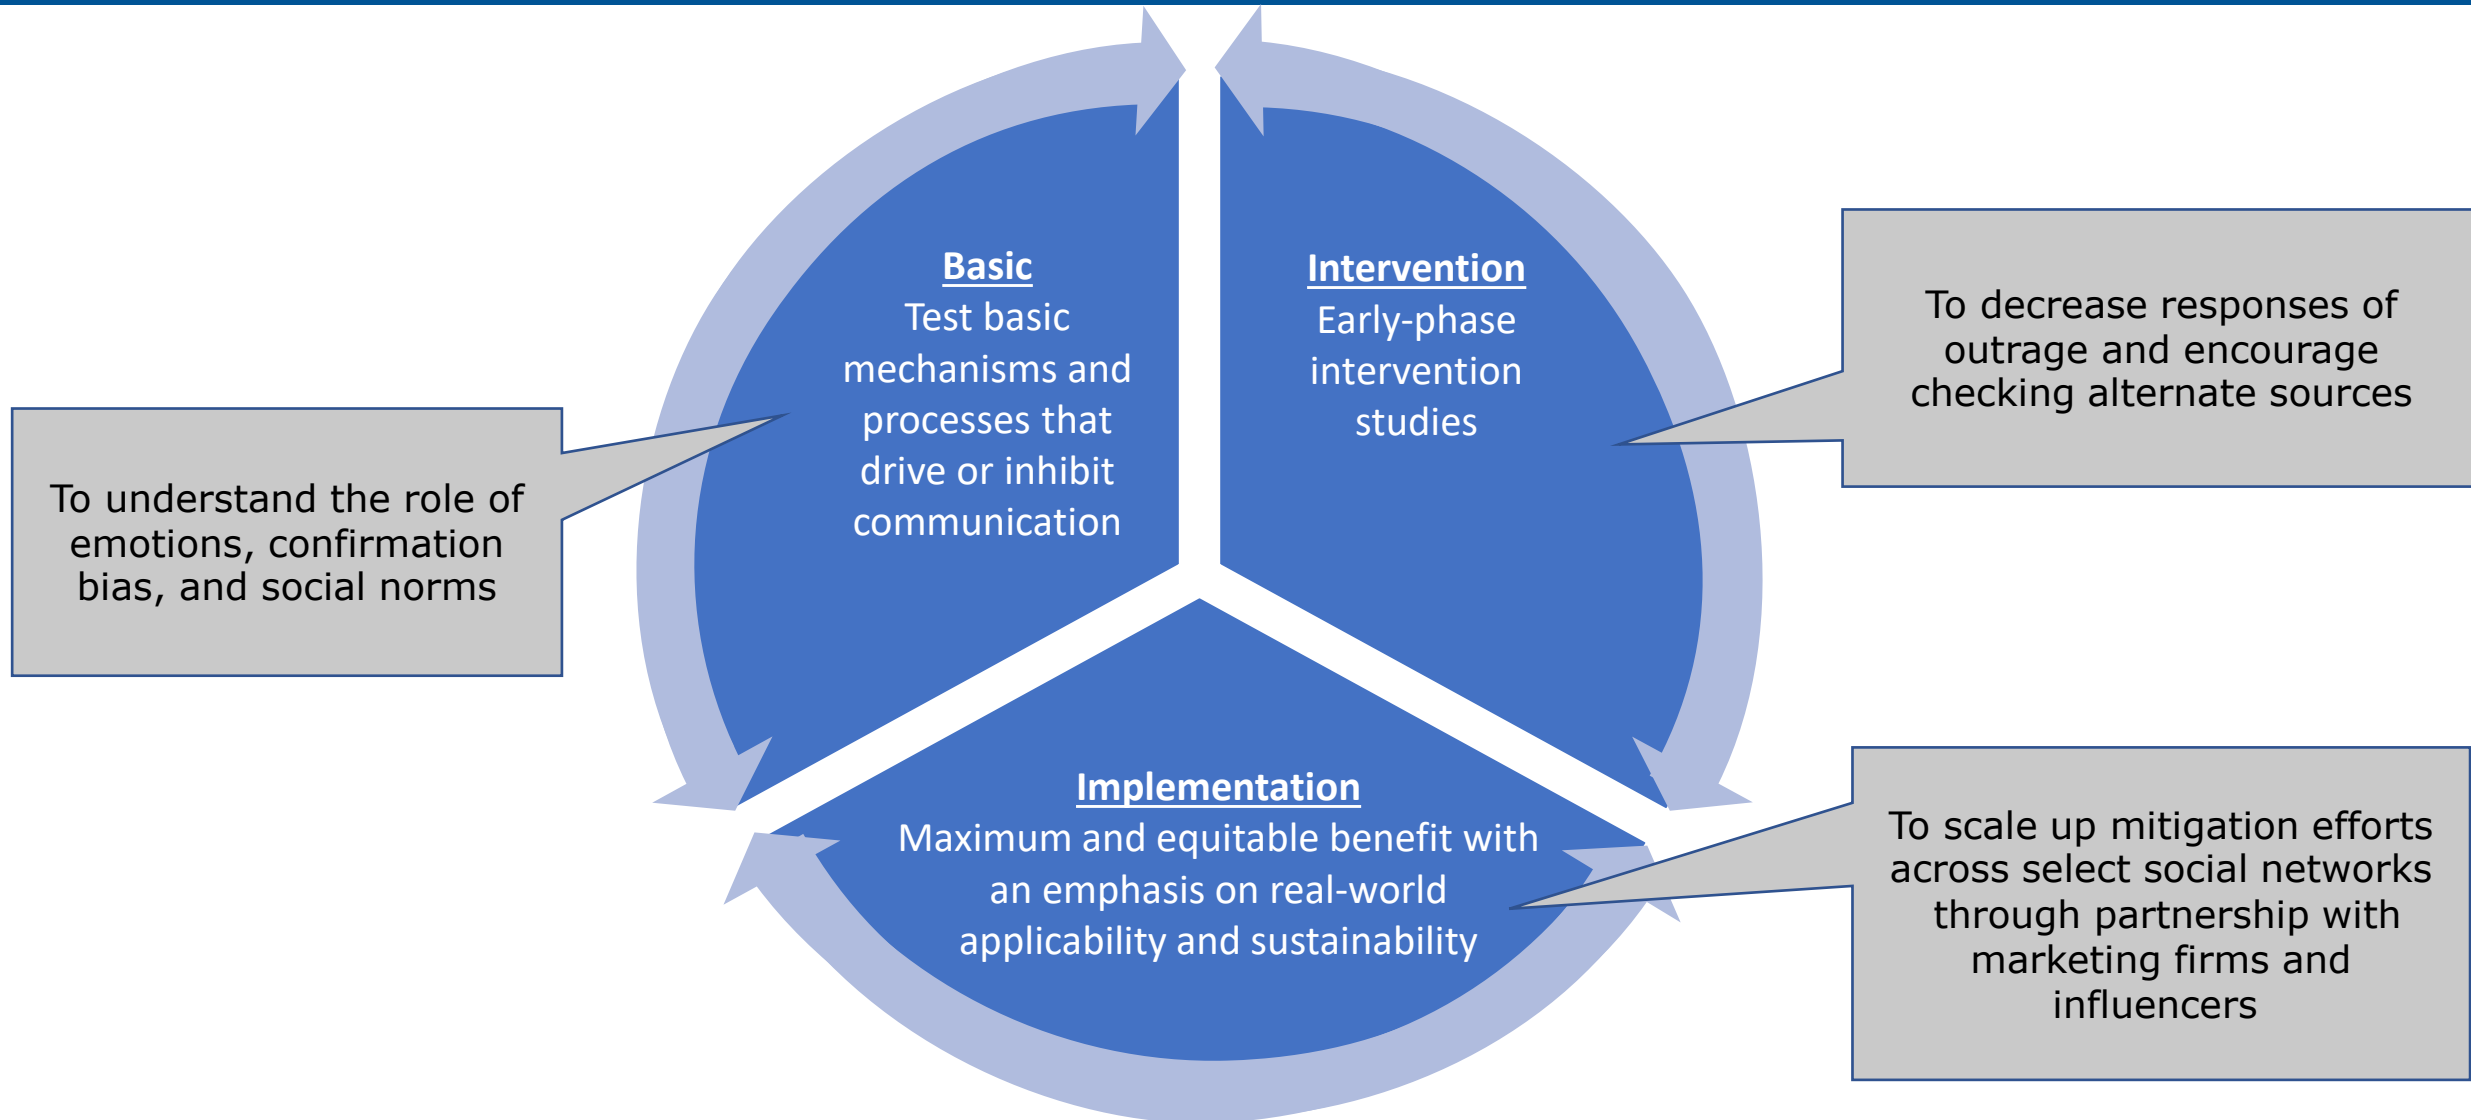 Basic
Test basic
mechanisms and
processes that
drive or inhibit
communication
Intervention
Early-phase
intervention
studies
To decrease responses of
outrage and encourage
checking alternate sources
To understand the role of
emotions, confirmation
bias, and social norms
Implementation
Maximum and equitable benefit with
an emphasis on real-world
applicability and sustainability
To scale up mitigation efforts
across select social networks
through partnership with
marketing firms and
influencers